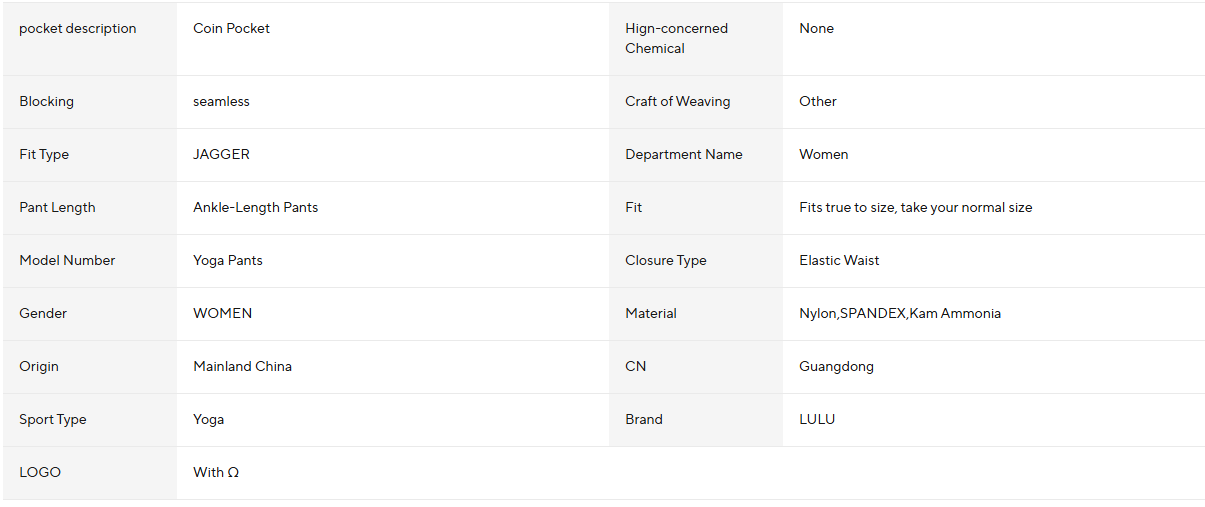 pocket description
Coin Pocket
Hign-concerned
Chemical
None
Blocking
seamless
Craft of Weaving
Other
Fit Type
JAGGER
Department Name
Women
Pant Length
Ankle-Length Pants
Fit
Fits true to size, take your normal size
Model Number
Yoga Pants
Closure Type
Elastic Waist
Gender
WOMEN
Material
Nylon,SPANDEX,Kam Ammonia
Origin
Mainland China
CN
Guangdong
Sport Type
Yoga
Brand
LULU
LOGO
With Ω